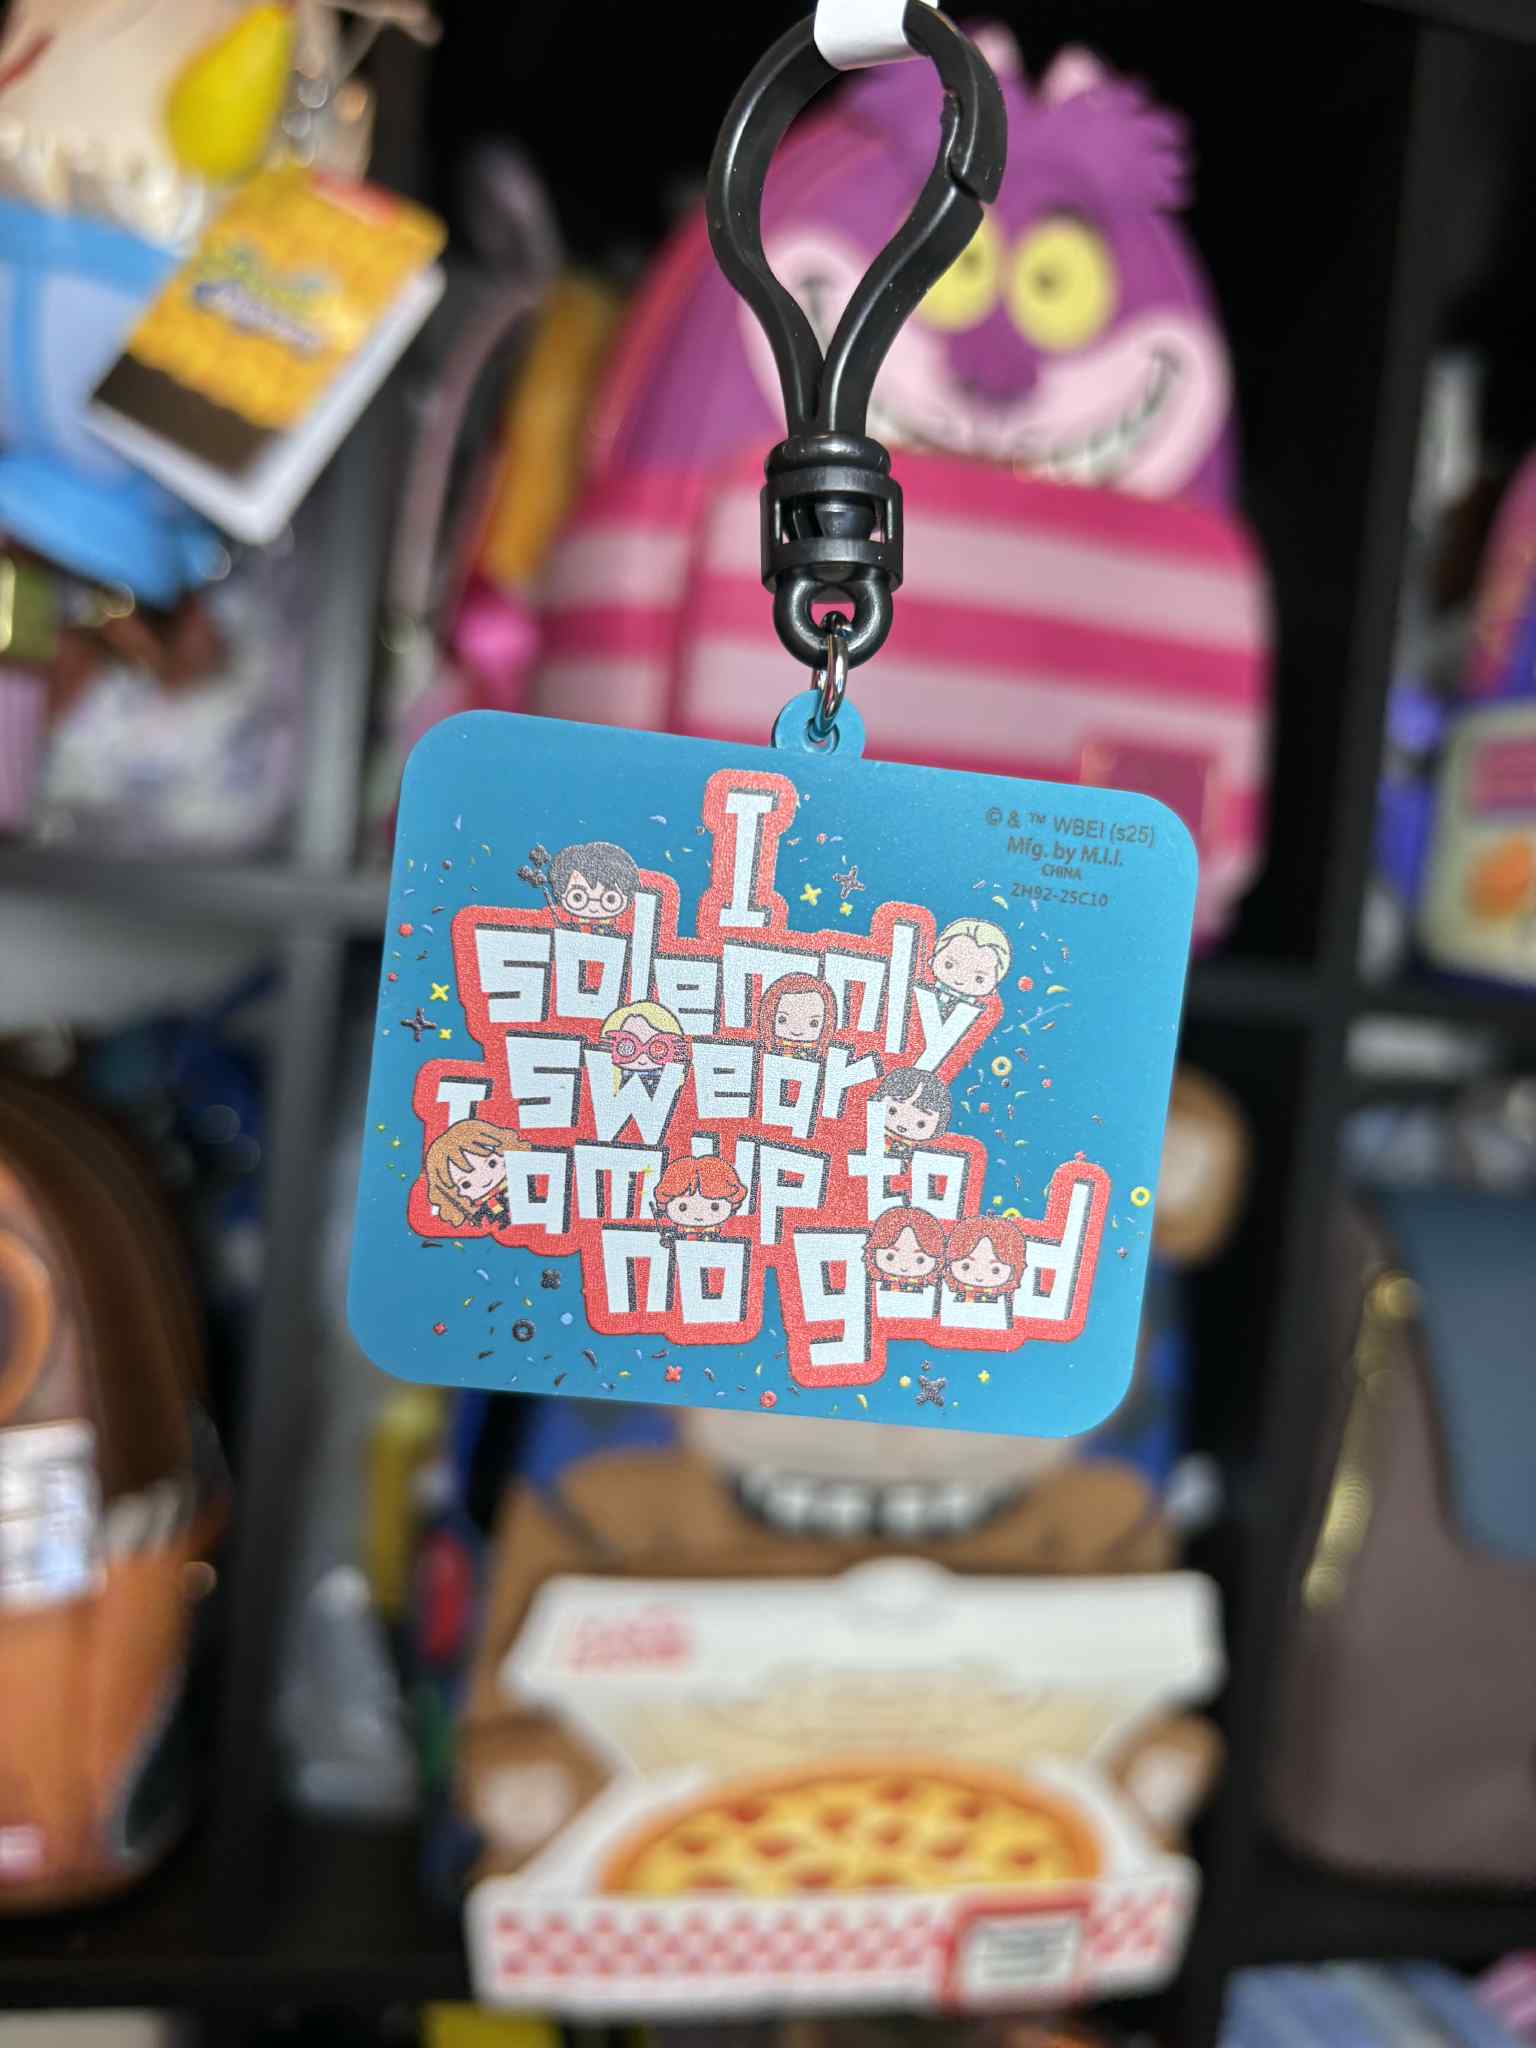 I
solemnly
swear
I am up to
no good
© & ™ WBEI (s25)
Mfg. by M.I.I.
CHINA
ZH92-25C10